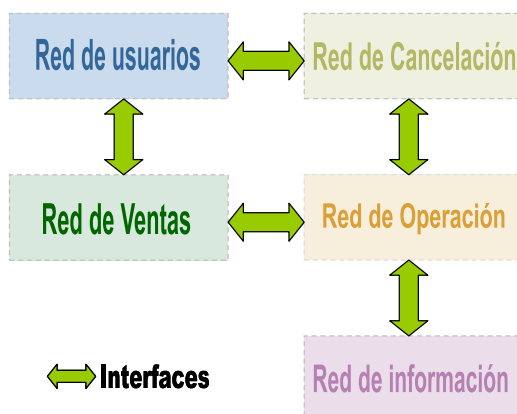 Red de usuarios
Red de Cancelación
Red de Ventas
Red de Operación
Interfaces
Red de información